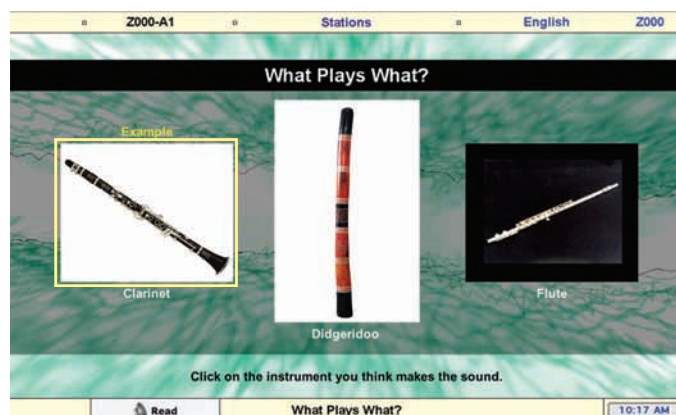 Z000-A1 Stations English Z000
What Plays What?
Example
Clarinet
Didgeridoo
Flute
Click on the instrument you think makes the sound.
Read What Plays What? 10:17 AM